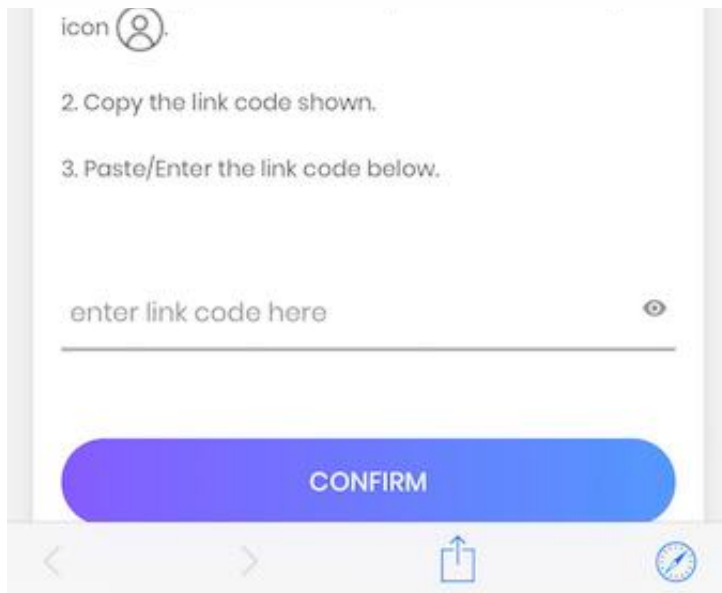 icon .
2. Copy the link code shown.
3. Paste/Enter the link code below.
enter link code here
CONFIRM